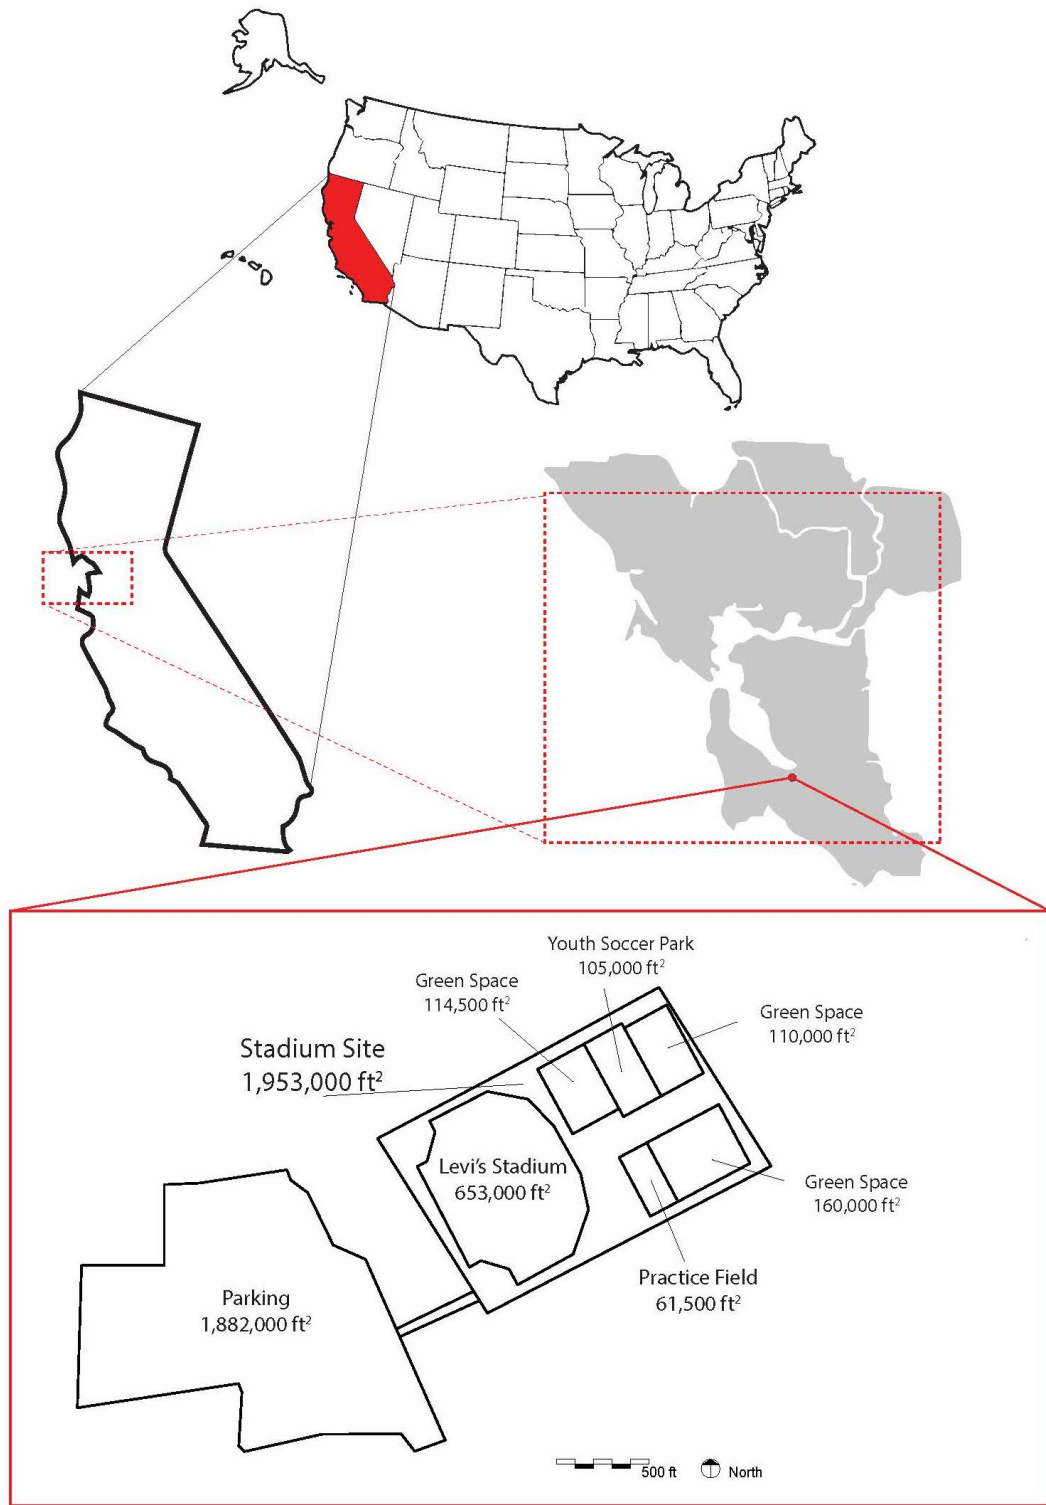 Youth Soccer Park
105,000 ft²
Green Space
114,500 ft²
Green Space
110,000 ft²
Stadium Site
1,953,000 ft²
Levi's Stadium
653,000 ft²
Green Space
160,000 ft²
Practice Field
61,500 ft²
Parking
1,882,000 ft²
500 ft
North